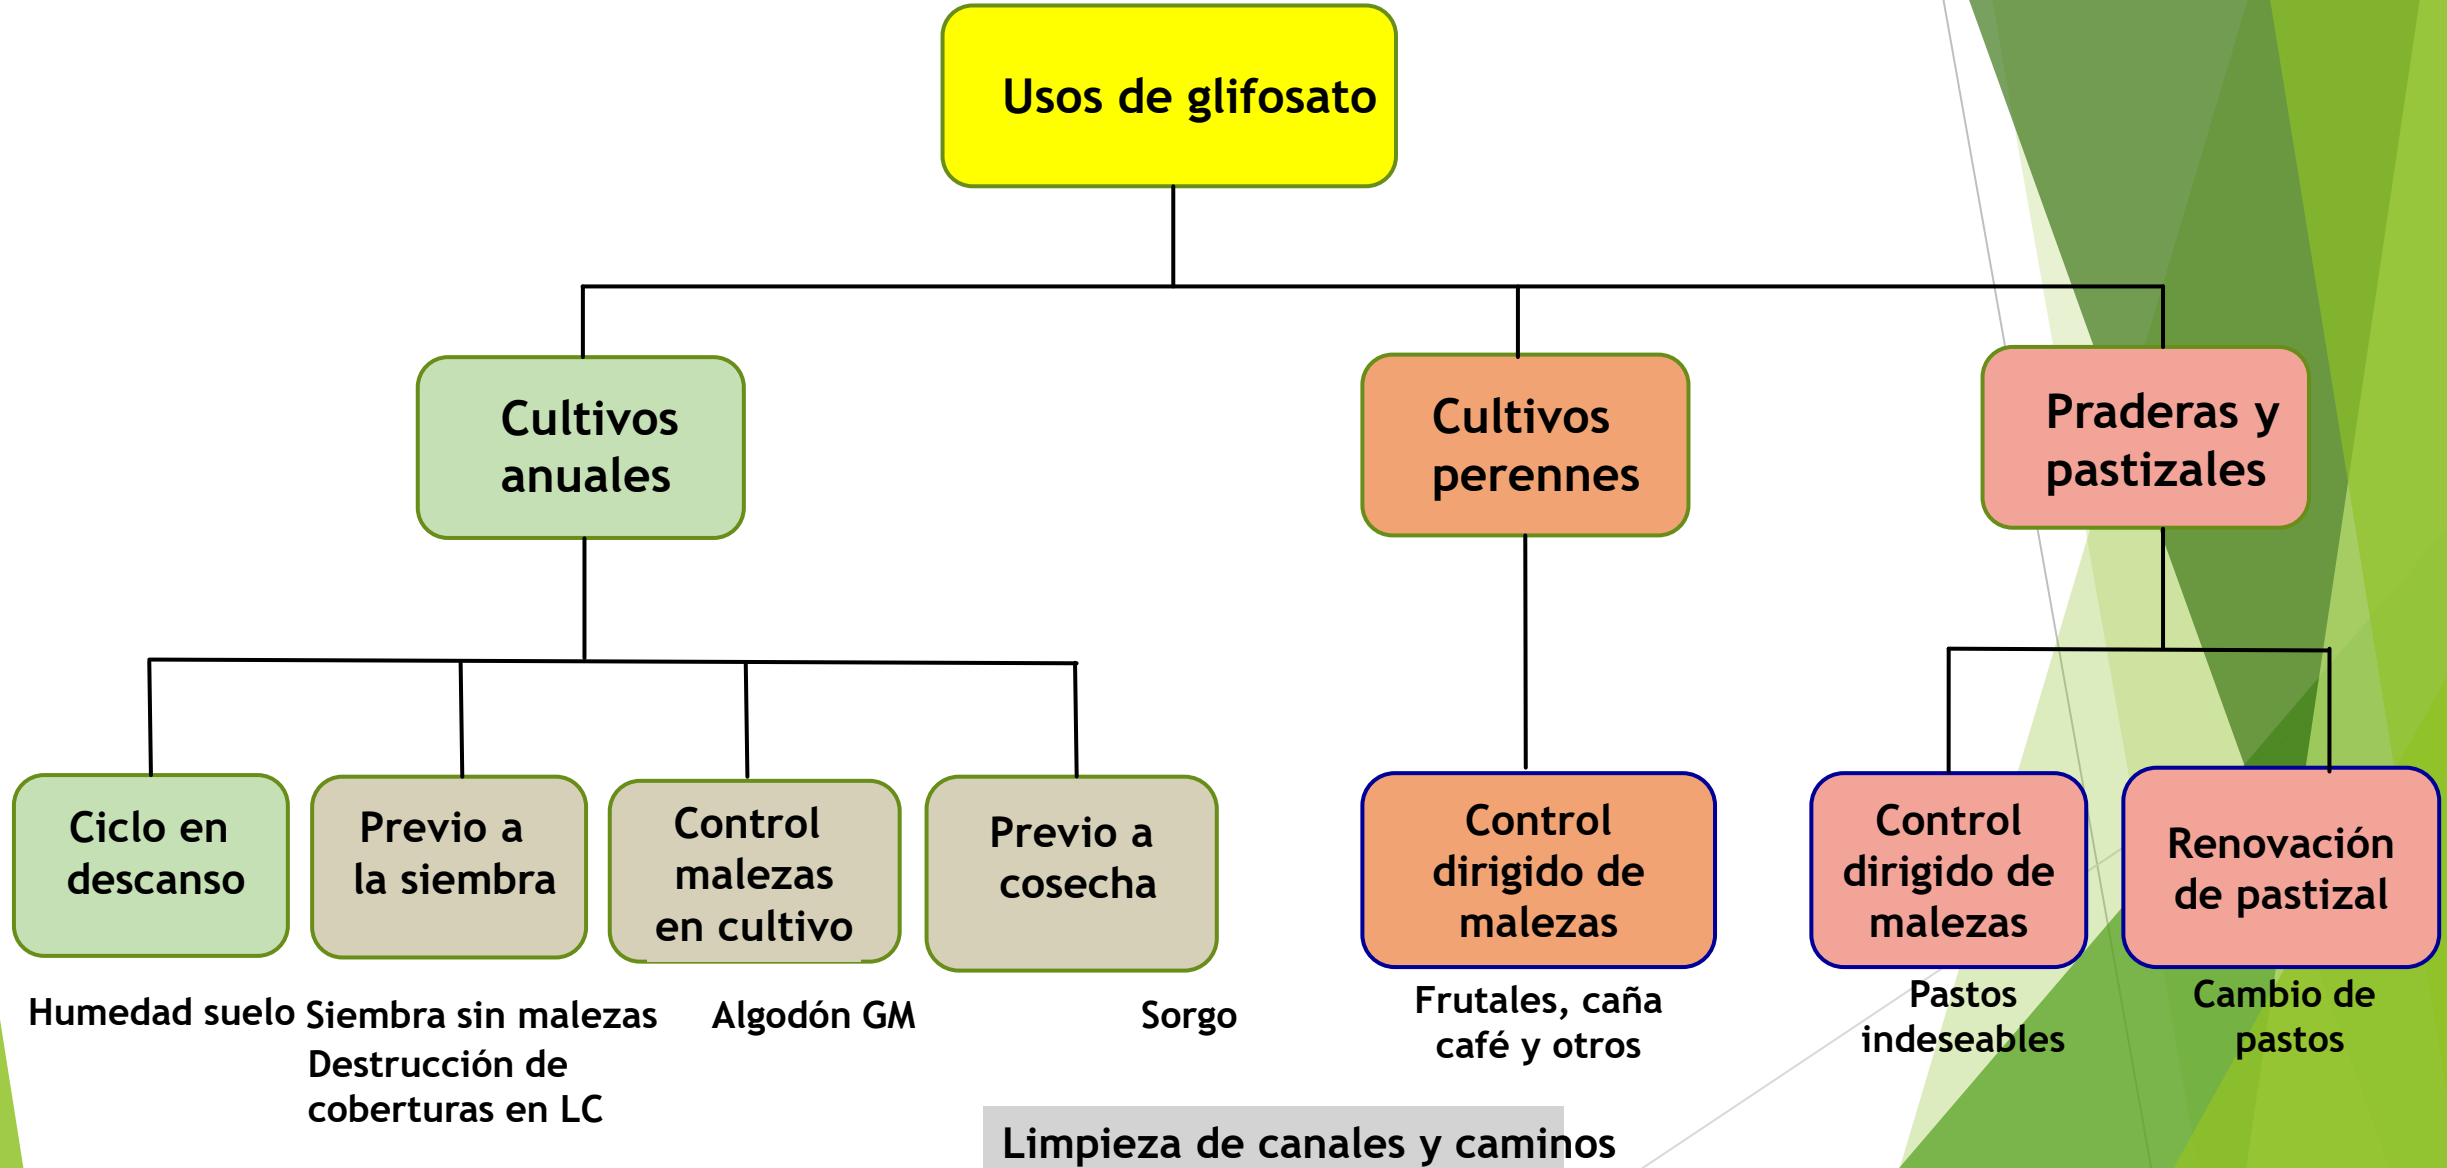 Usos de glifosato
Cultivos
anuales
Cultivos
perennes
Praderas y
pastizales
Ciclo en
descanso
Previo a
la siembra
Control
malezas
en cultivo
Previo a
cosecha
Control
dirigido de
malezas
Control
dirigido de
malezas
Renovación
de pastizal
Humedad suelo
Siembra sin malezas
Destrucción de
coberturas en LC
Algodón GM
Sorgo
Frutales, caña
café y otros
Pastos
indeseables
Cambio de
pastos
Limpieza de canales y caminos